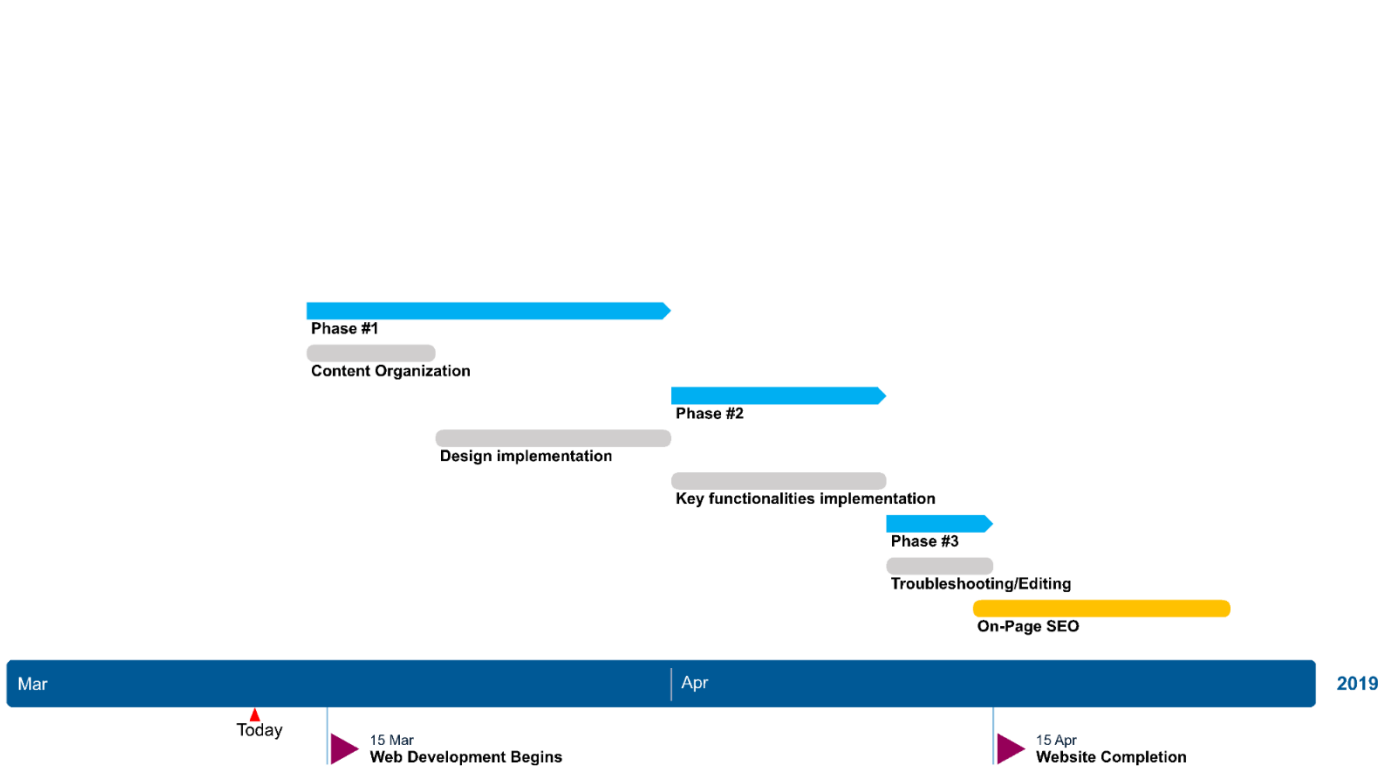 Phase #1
Content Organization
Phase #2
Design implementation
Key functionalities implementation
Phase #3
Troubleshooting/Editing
On-Page SEO
Mar
Apr
2019
Today
15 Mar
Web Development Begins
15 Apr
Website Completion